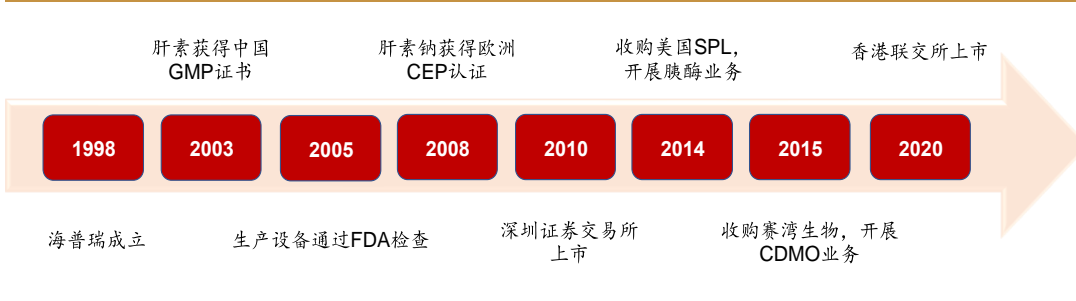 肝素获得中国
GMP证书
肝素钠获得欧洲
CEP认证
收购美国SPL，
开展胰酶业务
香港联交所上市
1998
2003
2005
2008
2010
2014
2015
2020
海普瑞成立
生产设备通过FDA检查
深圳证券交易所
上市
收购赛湾生物，开展
CDMO业务